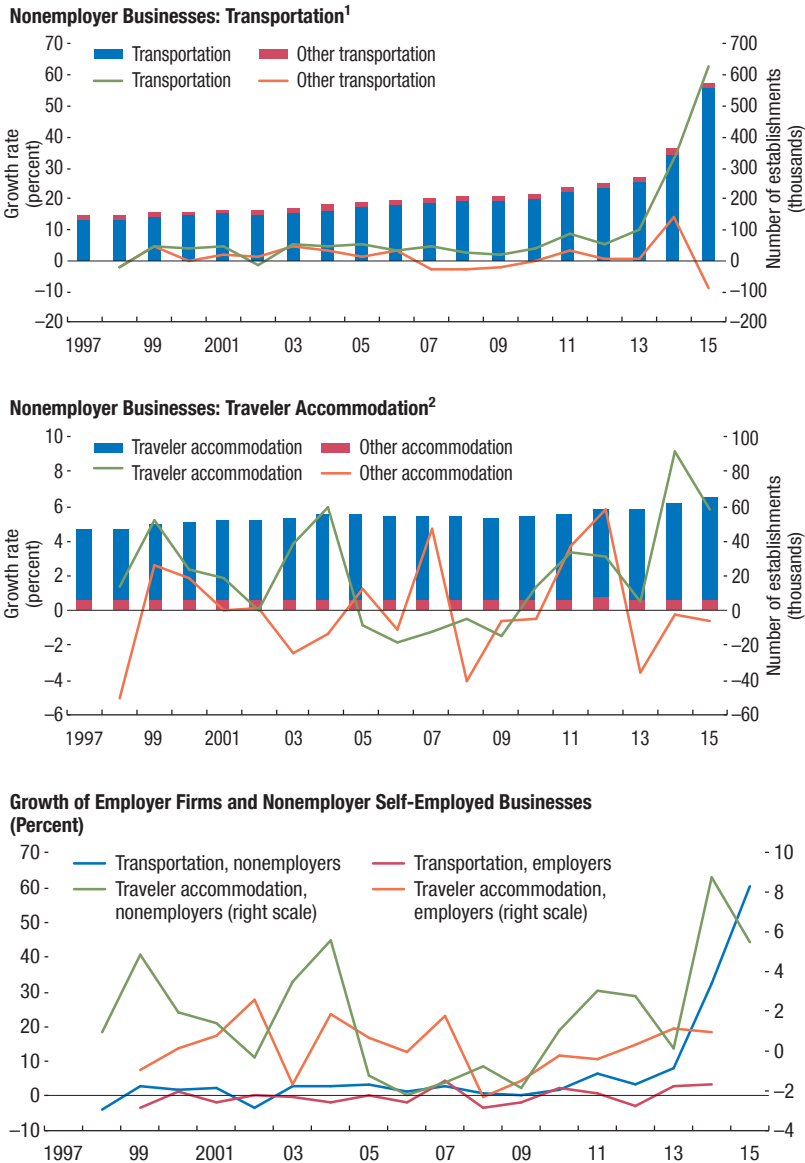 Nonemployer Businesses: Transportation¹
70 - - 700
Transportation Other transportation
60 - - 600
Transportation Other transportation
50 - - 500
40 - - 400
30 - - 300
20 - - 200
10 - - 100
0 0
–10 - - –100
–20 - –200
Growth rate
(percent)
Number of establishments
(thousands)
1997 99 2001 03 05 07 09 11 13 15
Nonemployer Businesses: Traveler Accommodation²
10 - - 100
Traveler accommodation Other accommodation
8 - - 80
Traveler accommodation Other accommodation
6 - - 60
4 - - 40
2 - - 20
0 0
–2 - - –20
–4 - - –40
–6 - –60
Growth rate
(percent)
Number of establishments
(thousands)
1997 99 2001 03 05 07 09 11 13 15
Growth of Employer Firms and Nonemployer Self-Employed Businesses
(Percent)
70 - - 10
Transportation, nonemployers Transportation, employers
60 - - 8
Traveler accommodation, Traveler accommodation,
nonemployers (right scale) employers (right scale)
50 - - 6
40 - - 4
30 - - 2
20 - - 0
10 -
0 - –2
–10 - –4
1997 99 2001 03 05 07 09 11 13 15